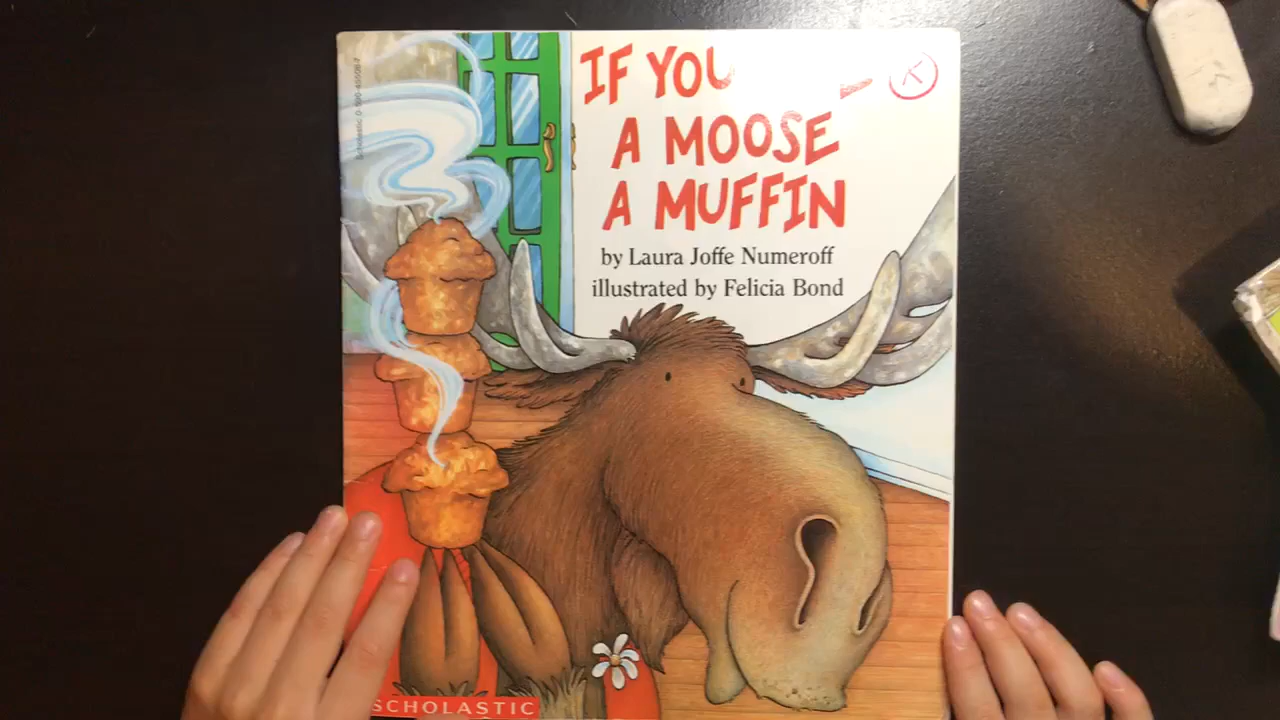 IF YOU
A MOOSE
A MUFFIN
by Laura Joffe Numeroff
illustrated by Felicia Bond
K
SCHOLASTIC